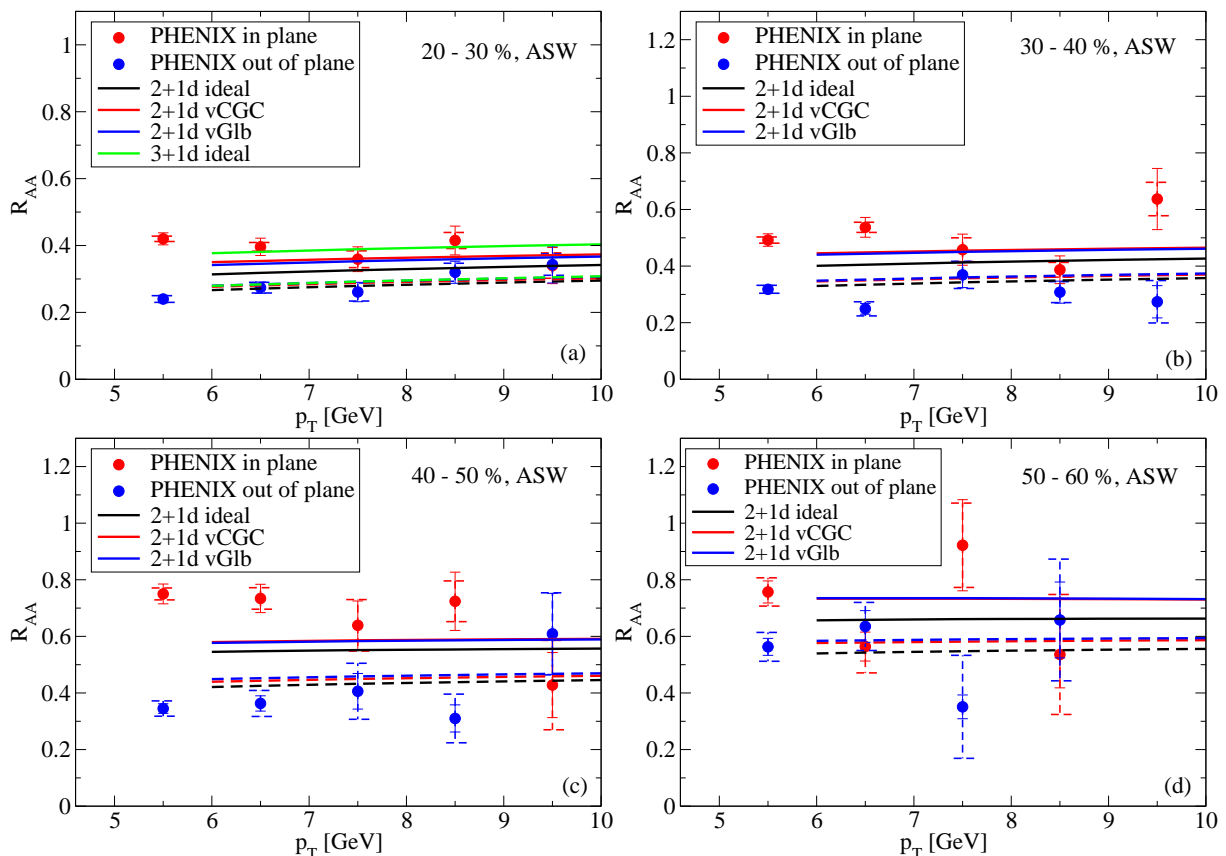 PHENIX in plane
PHENIX out of plane
2+1d ideal
2+1d vCGC
2+1d vGlb
3+1d ideal
20 - 30 %, ASW
R_AA
1
0.8
0.6
0.4
0.2
0
5 6 7 8 9 10
p_T [GeV]
(a)
PHENIX in plane
PHENIX out of plane
2+1d ideal
2+1d vCGC
2+1d vGlb
30 - 40 %, ASW
R_AA
1.2
1
0.8
0.6
0.4
0.2
0
5 6 7 8 9 10
p_T [GeV]
(b)
PHENIX in plane
PHENIX out of plane
2+1d ideal
2+1d vCGC
2+1d vGlb
40 - 50 %, ASW
R_AA
1.2
1
0.8
0.6
0.4
0.2
0
5 6 7 8 9 10
p_T [GeV]
(c)
PHENIX in plane
PHENIX out of plane
2+1d ideal
2+1d vCGC
2+1d vGlb
50 - 60 %, ASW
R_AA
1.2
1
0.8
0.6
0.4
0.2
0
5 6 7 8 9 10
p_T [GeV]
(d)